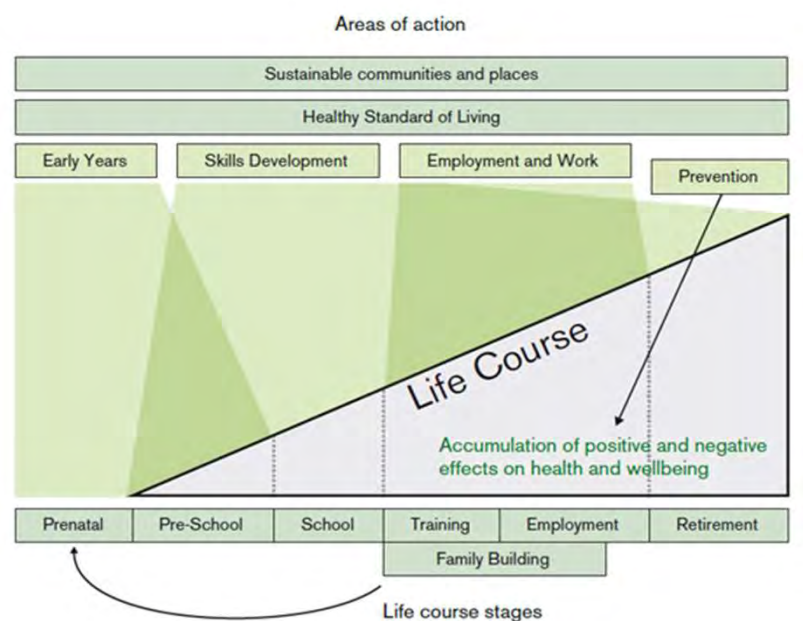 Areas of action
Sustainable communities and places
Healthy Standard of Living
Early Years
Skills Development
Employment and Work
Prevention
Life Course
Accumulation of positive and negative
effects on health and wellbeing
Prenatal
Pre-School
School
Training
Employment
Retirement
Family Building
Life course stages